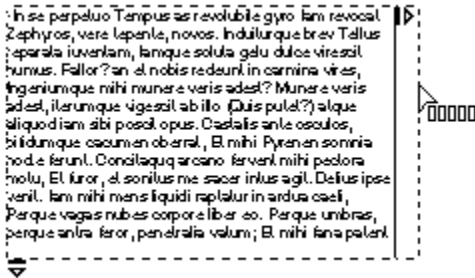 In se perpetuo Tempus as revolubile gyro Iam revocat
Zephyros, vere tepente, novos. Induiturque brev Tellus
reparata iuventam, Iamque soluta gelu dulce virescit
humus. Fallor? an et nobis redeunt in carmina vires,
Ingeniumque mihi munere veris adest? Munere veris
adest, iterumque vigescit ab illo (Quis putet?) atque
aliquod iam sibi poscit opus. Castalis ante osculos,
bifidumque cacumen oberrat, Et mihi Pyrenen somnia
nocte ferunt. Concitaquq arcano fervent mihi pectora
motu, Et furor, et sonitus me sacer intus agit. Delius ipse
venit. Iam mihi mens liquidi raptatur in ardua caeli,
Perque vagas nubes corpore liber eo. Perque umbras,
perque antra feror, penetralia vatum; Et mihi fana patent